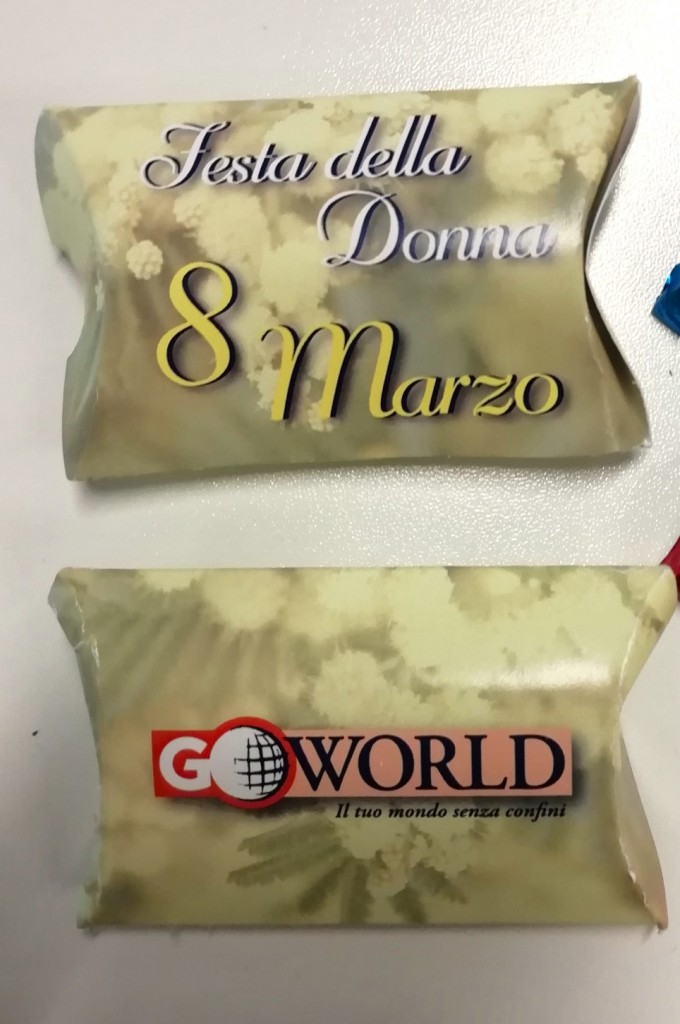 Festa della
Donna
8 Marzo
GOWORLD
Il tuo mondo senza confini